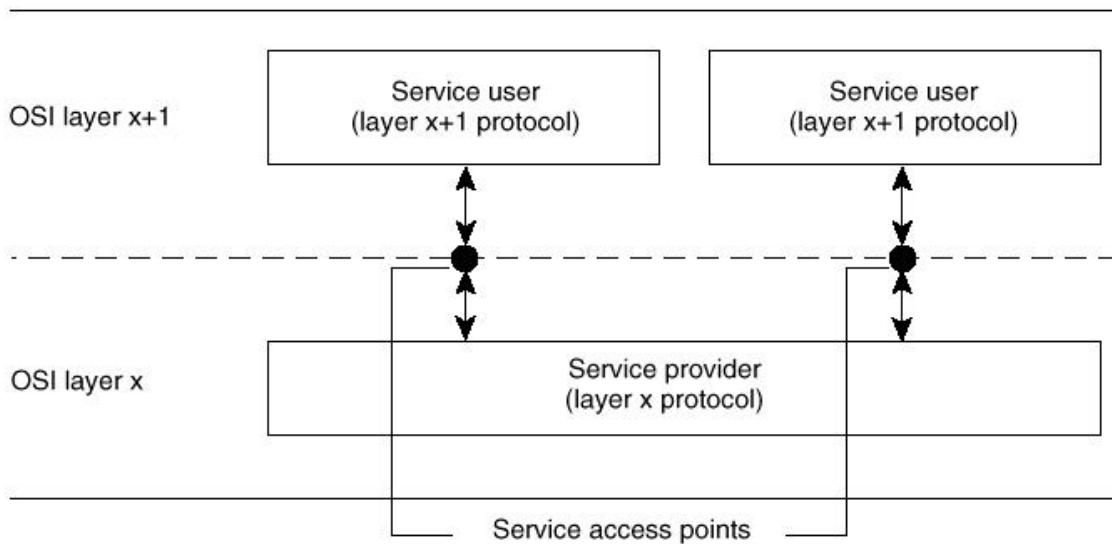 OSI layer x+1
Service user
(layer x+1 protocol)
Service user
(layer x+1 protocol)
OSI layer x
Service provider
(layer x protocol)
Service access points